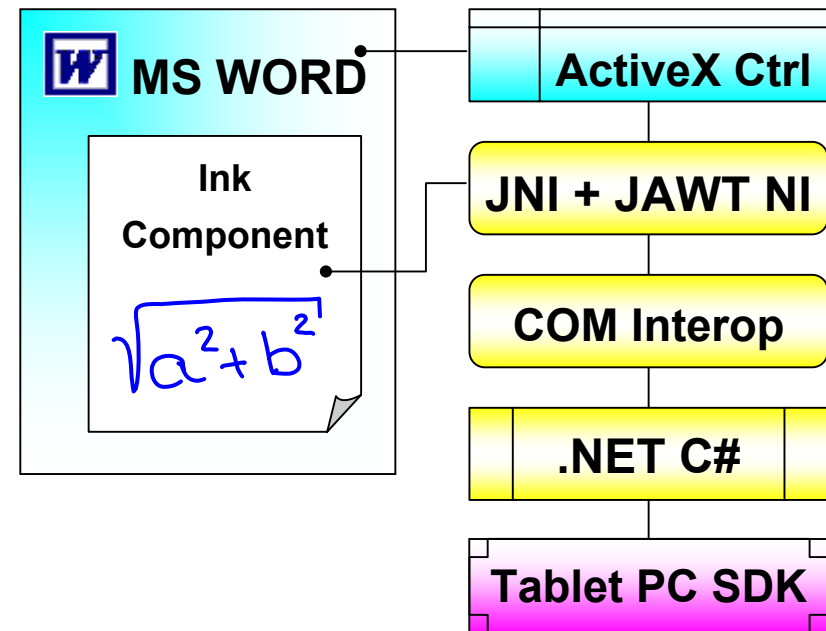 W MS WORD
Ink
Component
√a²+b²
ActiveX Ctrl
JNI + JAWT NI
COM Interop
.NET C#
Tablet PC SDK